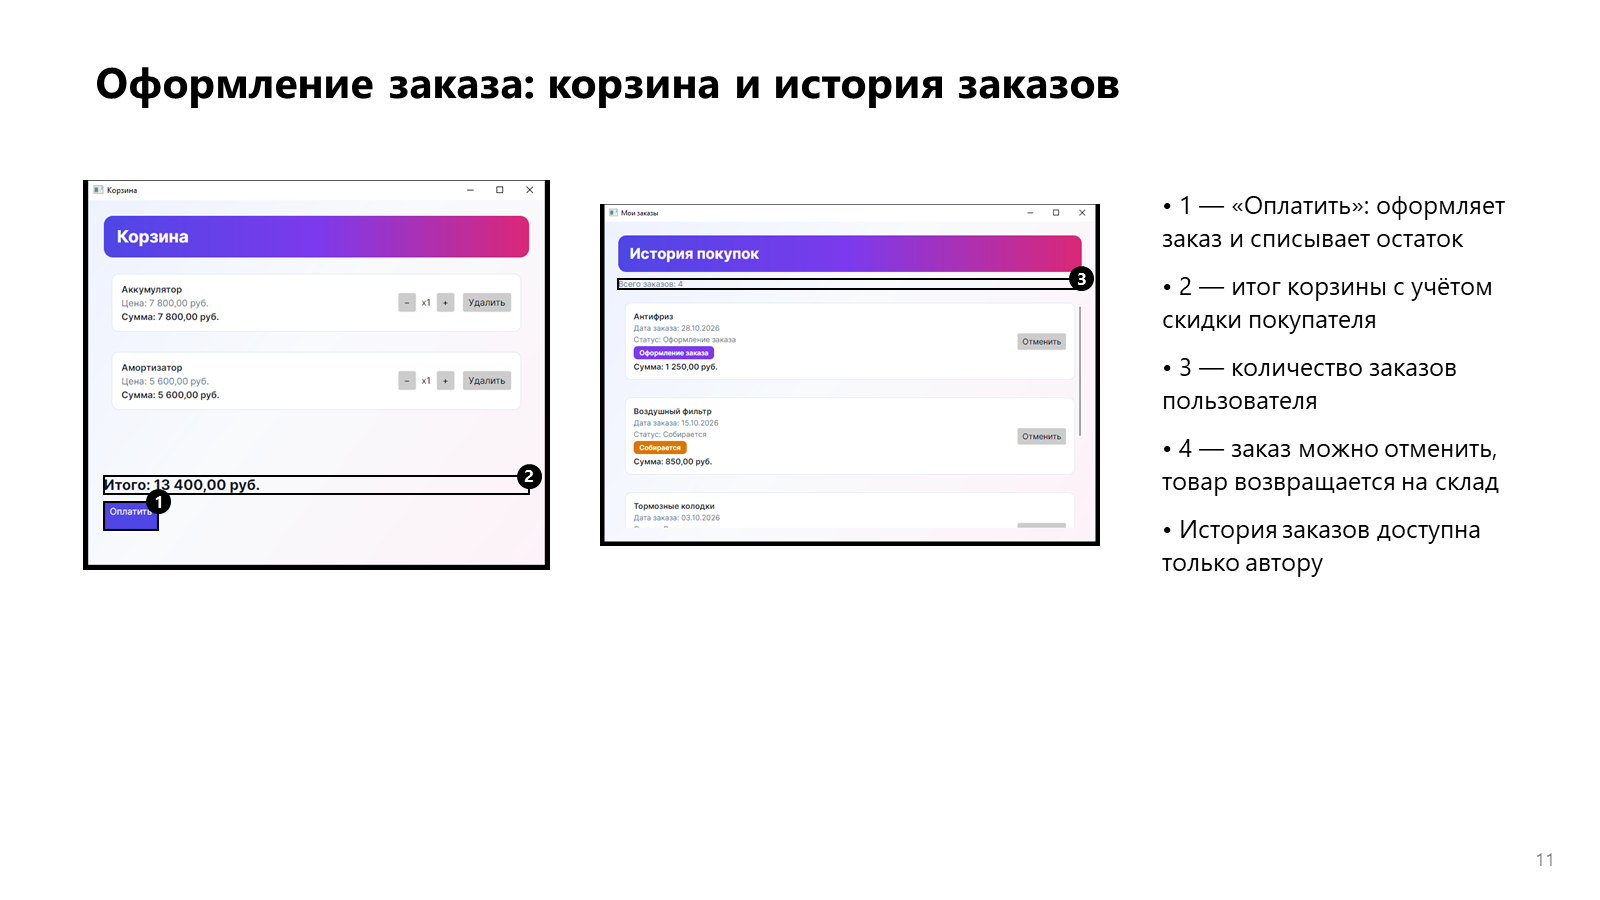 Оформление заказа: корзина и история заказов
Корзина
Корзина
Аккумулятор
Цена: 7 800,00 руб.
Сумма: 7 800,00 руб.
− x1 + Удалить
Амортизатор
Цена: 5 600,00 руб.
Сумма: 5 600,00 руб.
− x1 + Удалить
Итого: 13 400,00 руб.
2
Оплатить
1
Мои заказы
История покупок
Всего заказов: 4
3
Антифриз
Дата заказа: 28.10.2026
Статус: Оформление заказа
Оформление заказа
Сумма: 1 250,00 руб.
Отменить
Воздушный фильтр
Дата заказа: 15.10.2026
Статус: Собирается
Собирается
Сумма: 850,00 руб.
Отменить
Тормозные колодки
Дата заказа: 03.10.2026
• 1 — «Оплатить»: оформляет
заказ и списывает остаток
• 2 — итог корзины с учётом
скидки покупателя
• 3 — количество заказов
пользователя
• 4 — заказ можно отменить,
товар возвращается на склад
• История заказов доступна
только автору
11